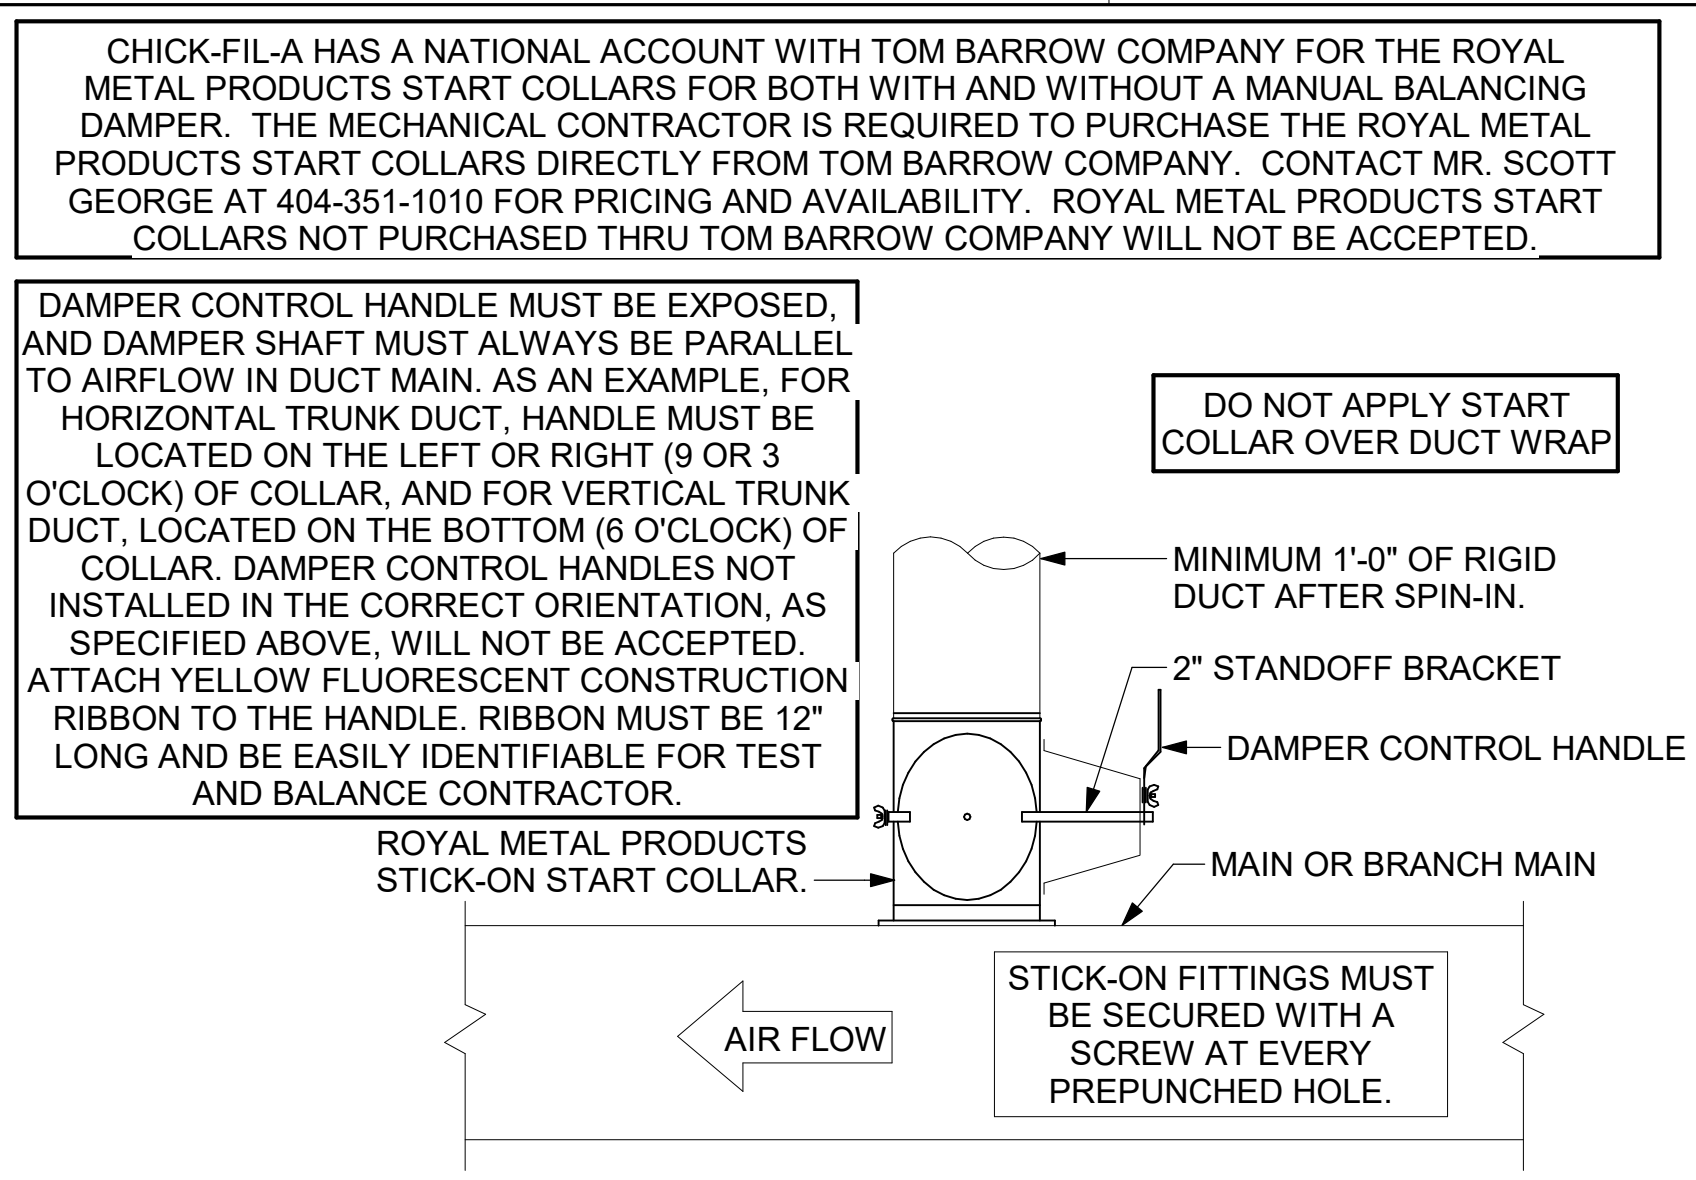 CHICK-FIL-A HAS A NATIONAL ACCOUNT WITH TOM BARROW COMPANY FOR THE ROYAL
METAL PRODUCTS START COLLARS FOR BOTH WITH AND WITHOUT A MANUAL BALANCING
DAMPER. THE MECHANICAL CONTRACTOR IS REQUIRED TO PURCHASE THE ROYAL METAL
PRODUCTS START COLLARS DIRECTLY FROM TOM BARROW COMPANY. CONTACT MR. SCOTT
GEORGE AT 404-351-1010 FOR PRICING AND AVAILABILITY. ROYAL METAL PRODUCTS START
COLLARS NOT PURCHASED THRU TOM BARROW COMPANY WILL NOT BE ACCEPTED.
DAMPER CONTROL HANDLE MUST BE EXPOSED,
AND DAMPER SHAFT MUST ALWAYS BE PARALLEL
TO AIRFLOW IN DUCT MAIN. AS AN EXAMPLE, FOR
HORIZONTAL TRUNK DUCT, HANDLE MUST BE
LOCATED ON THE LEFT OR RIGHT (9 OR 3
O'CLOCK) OF COLLAR, AND FOR VERTICAL TRUNK
DUCT, LOCATED ON THE BOTTOM (6 O'CLOCK) OF
COLLAR. DAMPER CONTROL HANDLES NOT
INSTALLED IN THE CORRECT ORIENTATION, AS
SPECIFIED ABOVE, WILL NOT BE ACCEPTED.
ATTACH YELLOW FLUORESCENT CONSTRUCTION
RIBBON TO THE HANDLE. RIBBON MUST BE 12"
LONG AND BE EASILY IDENTIFIABLE FOR TEST
AND BALANCE CONTRACTOR.
DO NOT APPLY START
COLLAR OVER DUCT WRAP
MINIMUM 1'-0" OF RIGID
DUCT AFTER SPIN-IN.
2" STANDOFF BRACKET
DAMPER CONTROL HANDLE
ROYAL METAL PRODUCTS
STICK-ON START COLLAR.
MAIN OR BRANCH MAIN
AIR FLOW
STICK-ON FITTINGS MUST
BE SECURED WITH A
SCREW AT EVERY
PREPUNCHED HOLE.